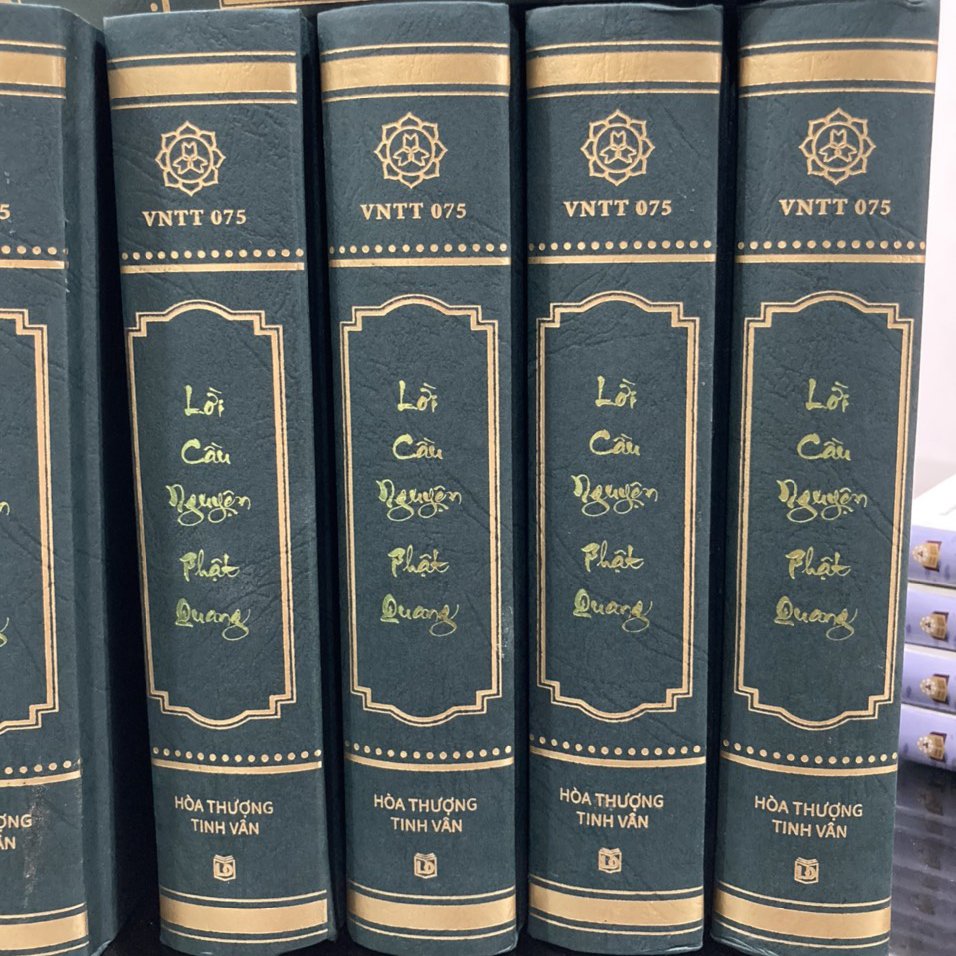 5
VNTT 075
Lời
Cầu
Nguyện
Phật
Quang
HÒA THƯỢNG
TINH VÂN
VNTT 075
Lời
Cầu
Nguyện
Phật
Quang
HÒA THƯỢNG
TINH VÂN
VNTT 075
Lời
Cầu
Nguyện
Phật
Quang
HÒA THƯỢNG
TINH VÂN
VNTT 075
Lời
Cầu
Nguyện
Phật
Quang
HÒA THƯỢNG
TINH VÂN